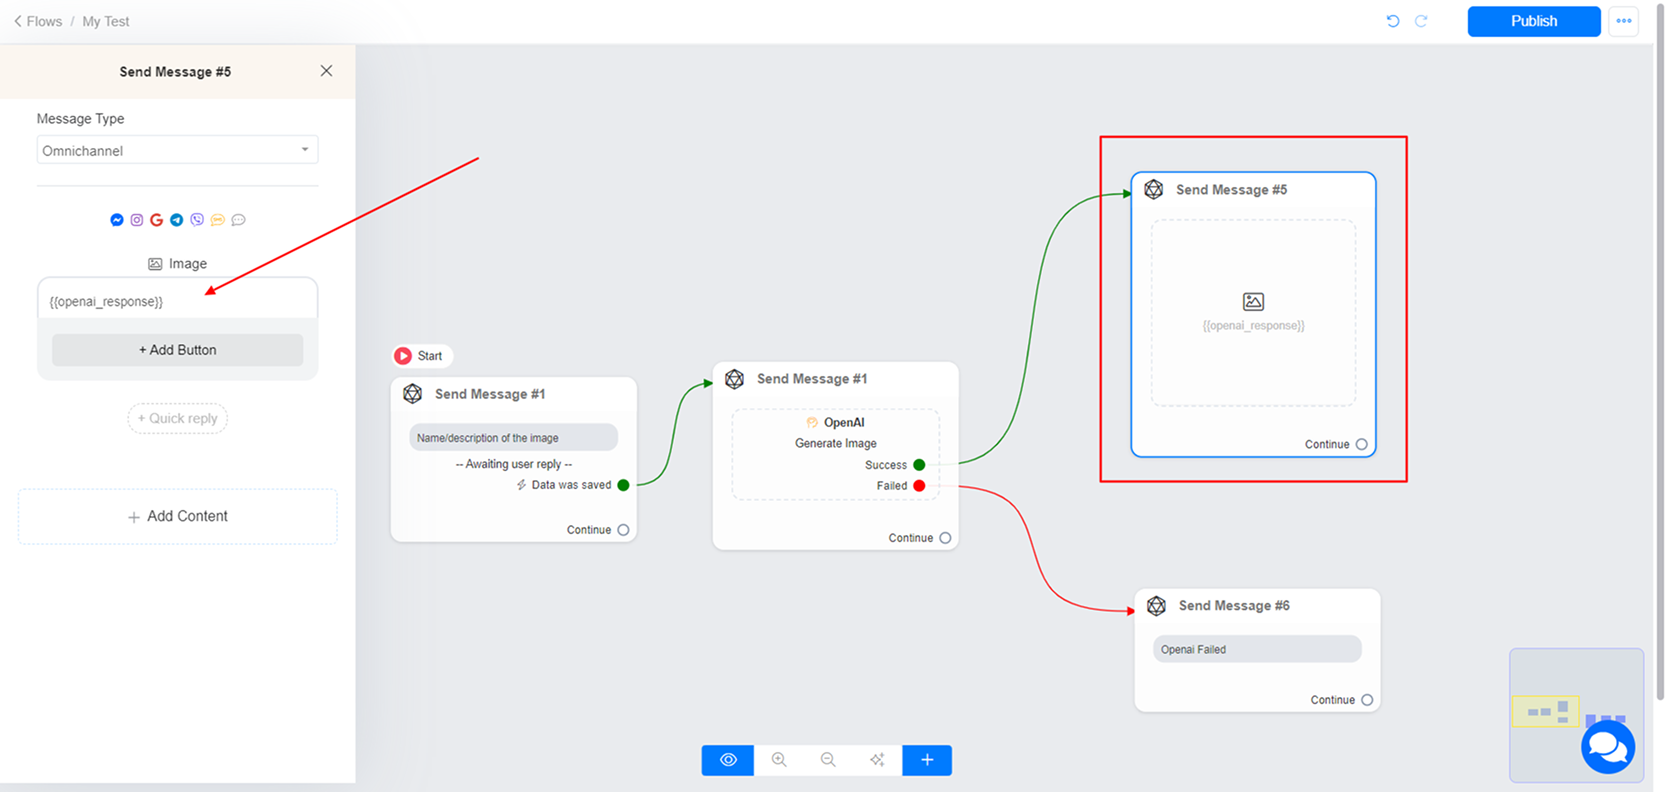 Flows / My Test
Publish
Send Message #5
Message Type
Omnichannel
Image
{{openai_response}}
+ Add Button
+ Quick reply
+ Add Content
Start
Send Message #1
Name/description of the image
-- Awaiting user reply --
Data was saved
Continue
Send Message #1
OpenAI
Generate Image
Success
Failed
Continue
Send Message #5
{{openai_response}}
Continue
Send Message #6
Openai Failed
Continue